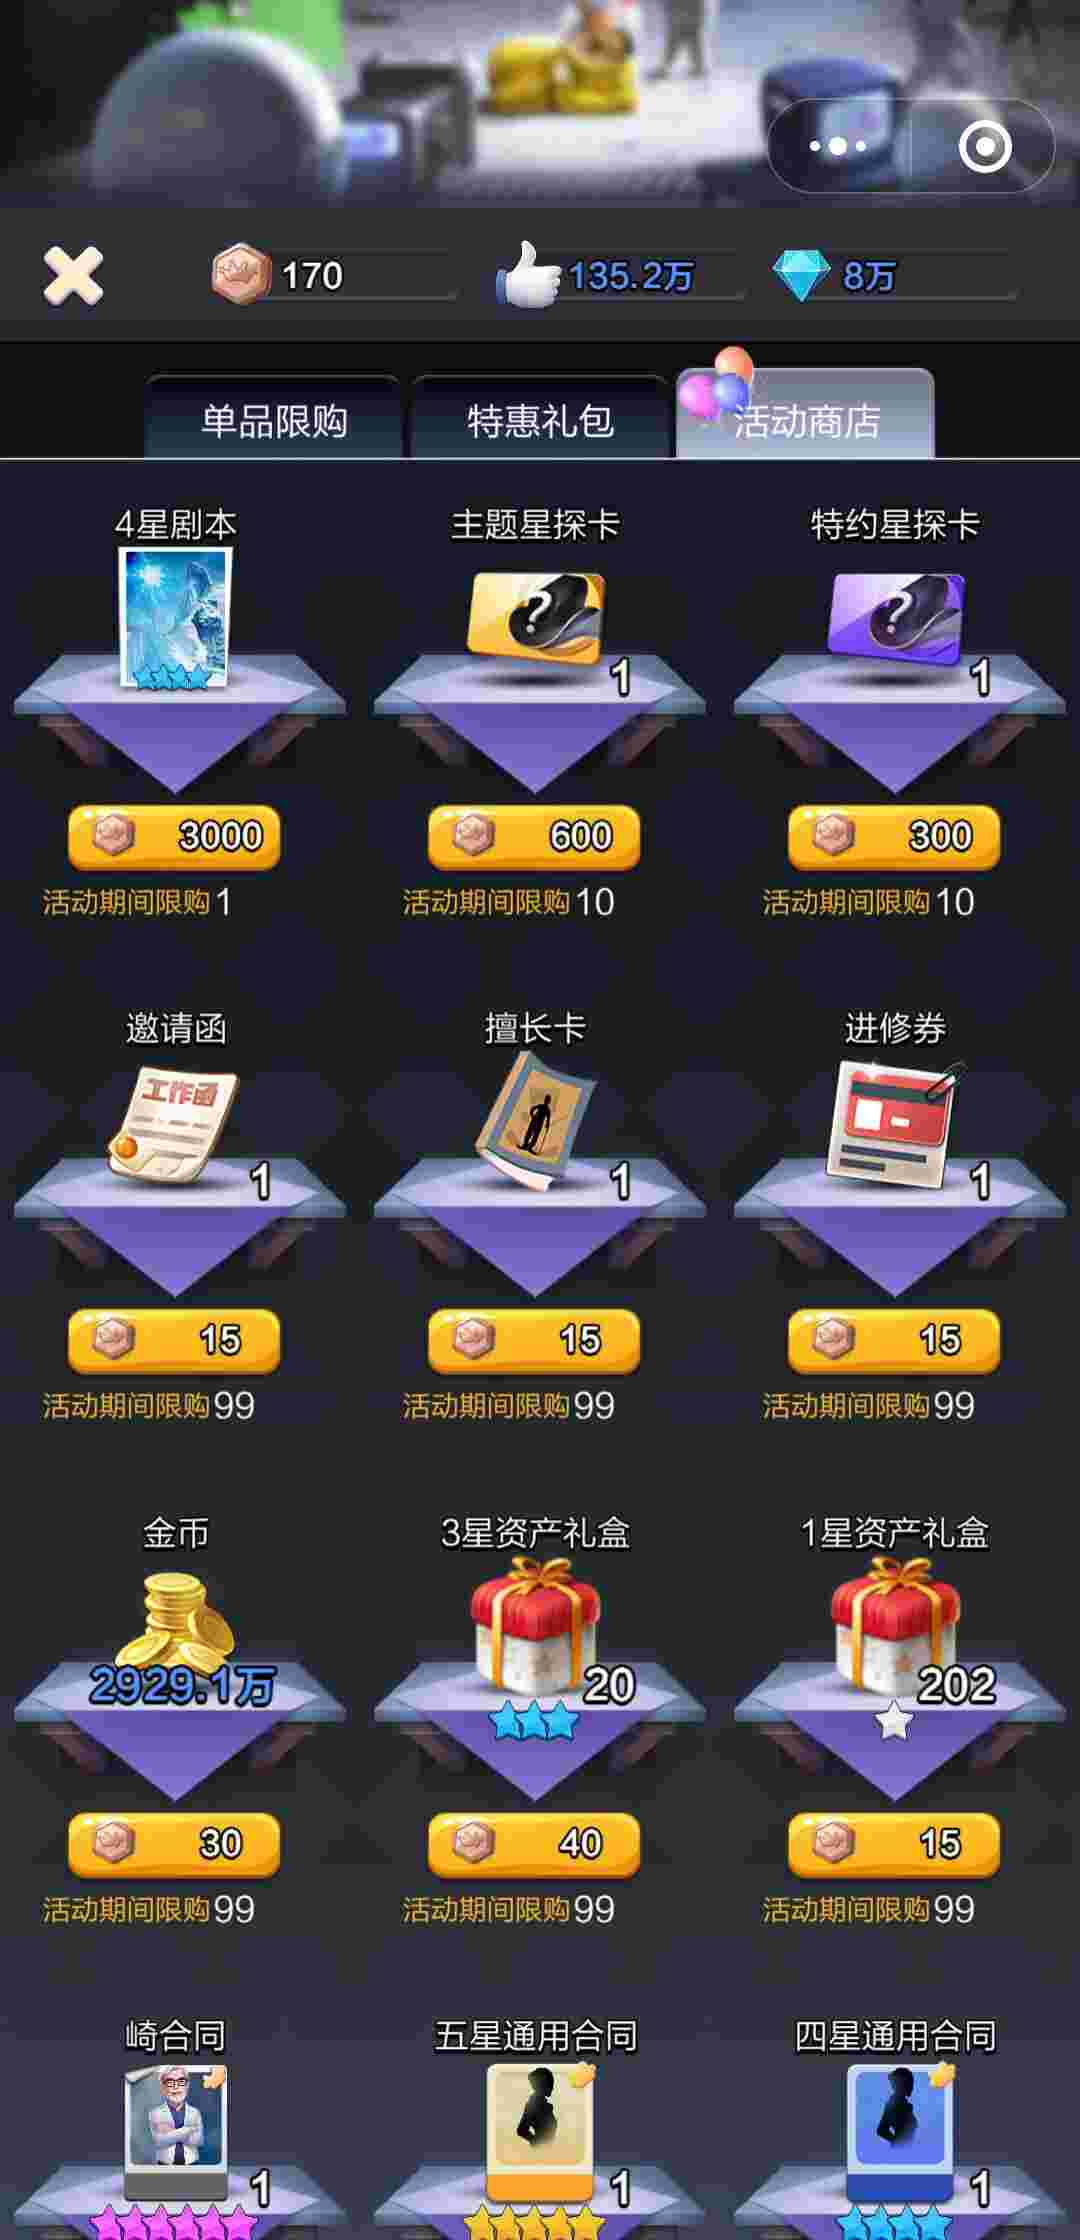 170
135.2万
8万
单品限购
特惠礼包
活动商店
4星剧本
主题星探卡
特约星探卡
1
1
3000
600
300
活动期间限购1
活动期间限购10
活动期间限购10
邀请函
擅长卡
进修券
工作函
1
1
1
15
15
15
活动期间限购99
活动期间限购99
活动期间限购99
金币
3星资产礼盒
1星资产礼盒
2929.1万
20
202
30
40
15
活动期间限购99
活动期间限购99
活动期间限购99
崎合同
五星通用合同
四星通用合同
1
1
1